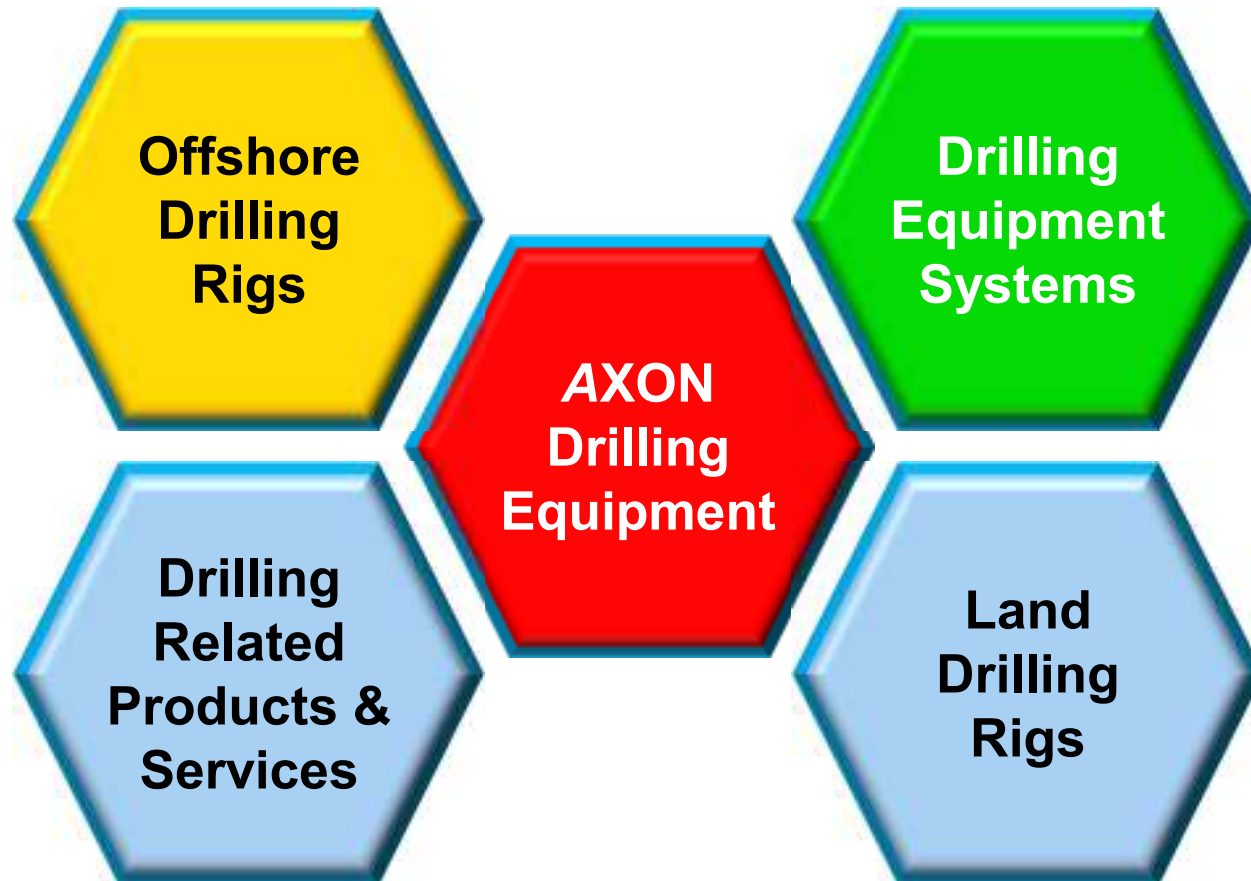 Offshore
Drilling
Rigs
Drilling
Equipment
Systems
AXON
Drilling
Equipment
Drilling
Related
Products &
Services
Land
Drilling
Rigs